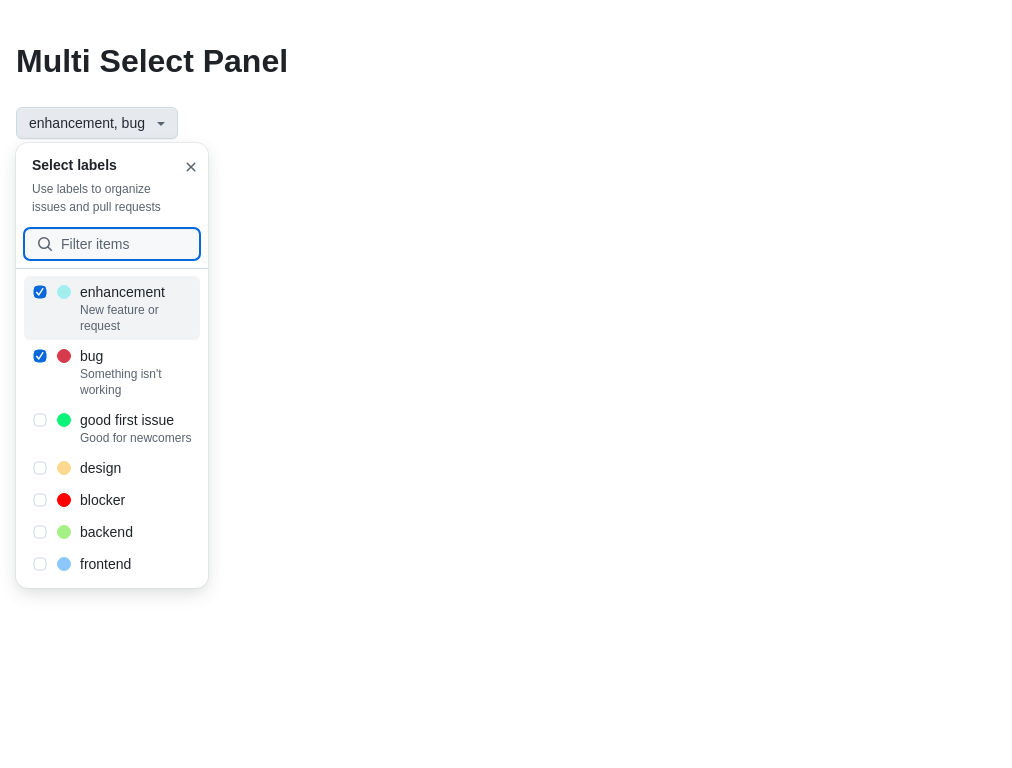 Multi Select Panel
enhancement, bug
Select labels
Use labels to organize
issues and pull requests
Filter items
enhancement
New feature or
request
bug
Something isn't
working
good first issue
Good for newcomers
design
blocker
backend
frontend